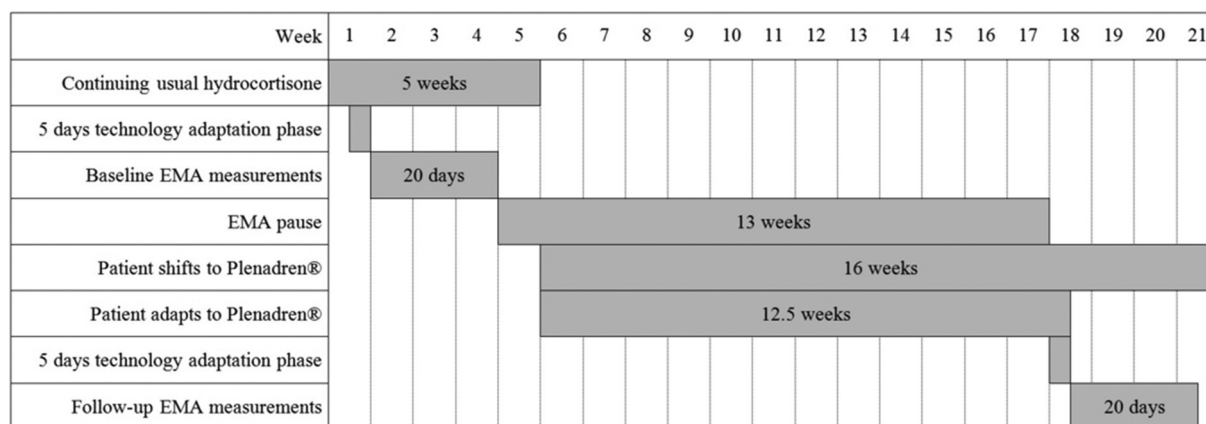 Week 1 2 3 4 5 6 7 8 9 10 11 12 13 14 15 16 17 18 19 20 21
Continuing usual hydrocortisone 5 weeks
5 days technology adaptation phase
Baseline EMA measurements 20 days
EMA pause 13 weeks
Patient shifts to Plenadren® 16 weeks
Patient adapts to Plenadren® 12.5 weeks
5 days technology adaptation phase
Follow-up EMA measurements 20 days